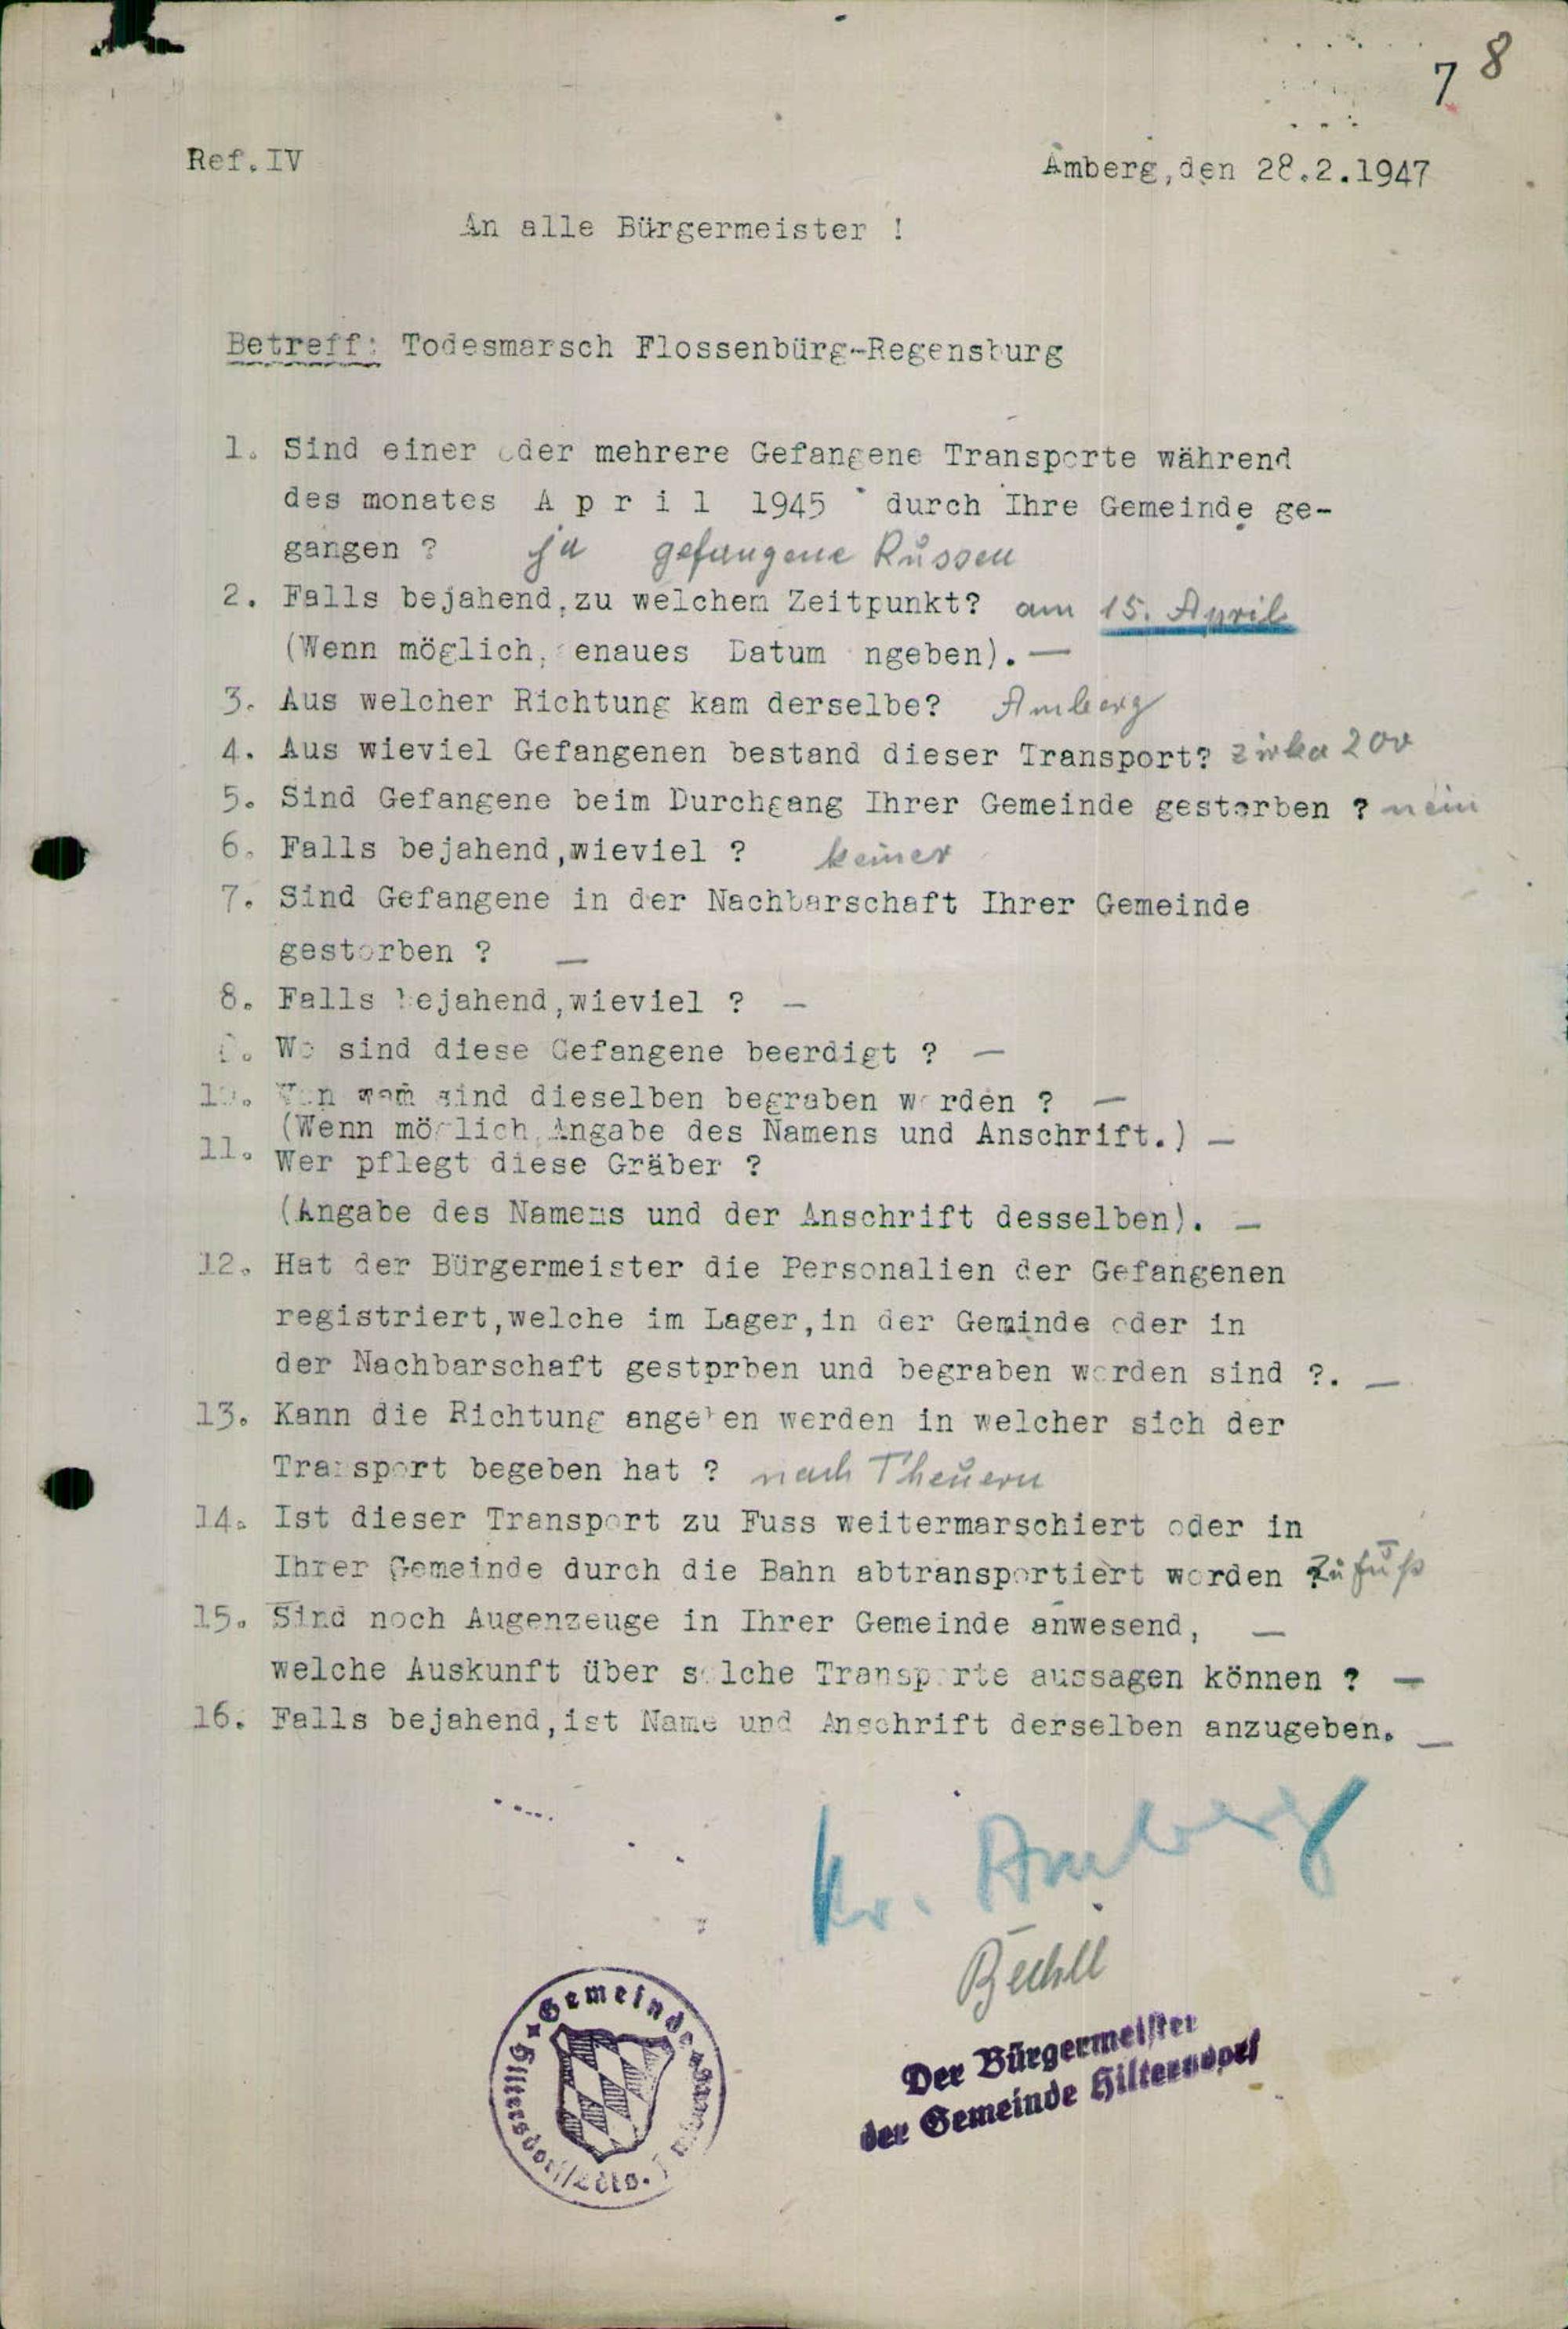 7 8
Ref.IV
Amberg,den 28.2.1947
An alle Bürgermeister !
Betreff: Todesmarsch Flossenbürg-Regensburg
1. Sind einer oder mehrere Gefangene Transporte während
des monates A p r i l 1945 durch Ihre Gemeinde ge-
gangen ? ja gefangene Russen
2. Falls bejahend,zu welchem Zeitpunkt? am 15. April
(Wenn möglich, enaues Datum ngeben). —
3. Aus welcher Richtung kam derselbe? Amberg
4. Aus wieviel Gefangenen bestand dieser Transport? zirka 200
5. Sind Gefangene beim Durchgang Ihrer Gemeinde gestorben ? nein
6. Falls bejahend,wieviel ? keiner
7. Sind Gefangene in der Nachbarschaft Ihrer Gemeinde
gestorben ? —
8. Falls bejahend,wieviel ? —
9. Wo sind diese Gefangene beerdigt ? —
10. Von wem sind dieselben begraben worden ? —
(Wenn möglich,Angabe des Namens und Anschrift.) —
11. Wer pflegt diese Gräber ?
(Angabe des Namens und der Anschrift desselben). —
12. Hat der Bürgermeister die Personalien der Gefangenen
registriert,welche im Lager,in der Geminde oder in
der Nachbarschaft gestprben und begraben worden sind ?. —
13. Kann die Richtung angeben werden in welcher sich der
Transport begeben hat ? nach Theuern
14. Ist dieser Transport zu Fuss weitermarschiert oder in
Ihrer Gemeinde durch die Bahn abtransportiert worden ? zu fuß
15. Sind noch Augenzeuge in Ihrer Gemeinde anwesend, —
welche Auskunft über solche Transporte aussagen können ? —
16. Falls bejahend,ist Name und Anschrift derselben anzugeben. —
Kr. Amberg
Der Bürgermeister
der Gemeinde Hiltersdorf
Gemeinde
Hiltersdorf